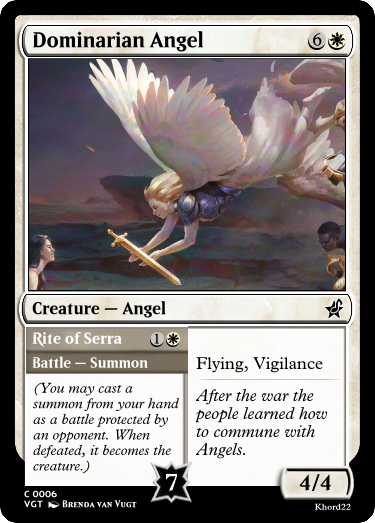 Dominarian Angel 6
Creature — Angel
Rite of Serra 1
Battle — Summon
(You may cast a
summon from your hand
as a battle protected by
an opponent. When
defeated, it becomes the
creature.)
7
Flying, Vigilance
After the war the
people learned how
to commune with
Angels.
4/4
C 0006
VGT Brenda van Vugt
Khord22